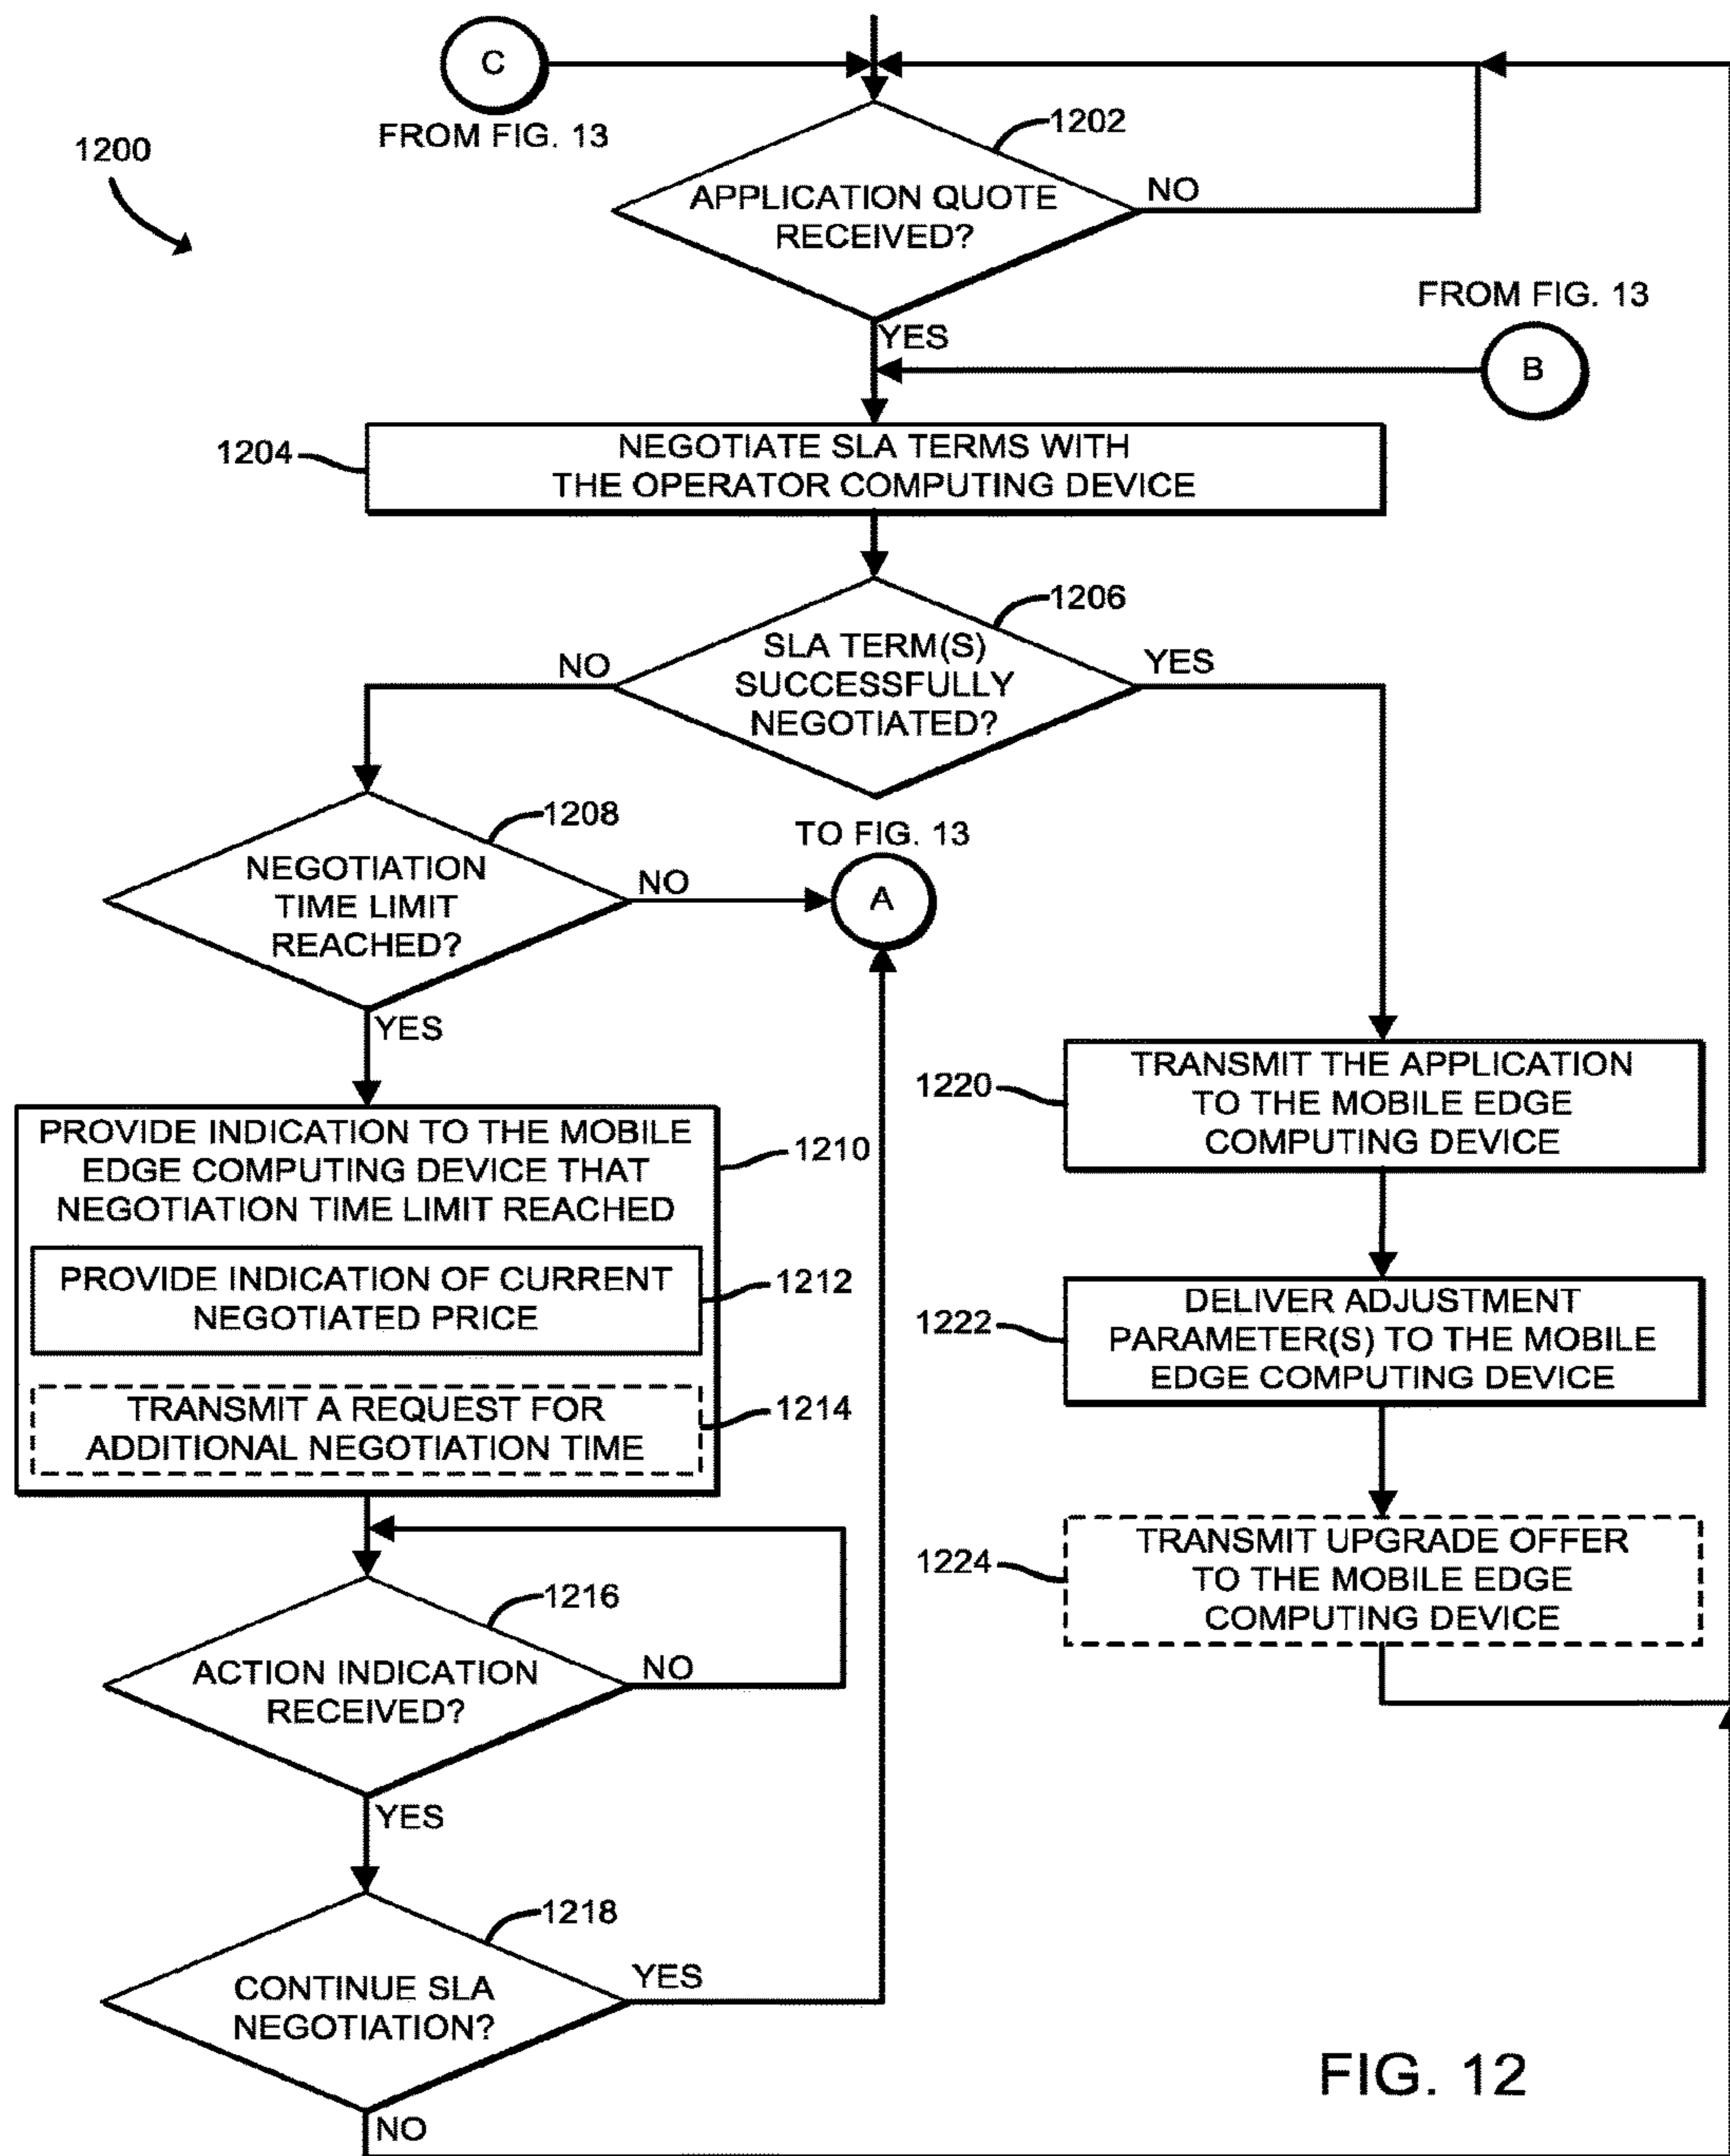 C
FROM FIG. 13
1200
1202
APPLICATION QUOTE
RECEIVED?
NO
FROM FIG. 13
YES
B
1204
NEGOTIATE SLA TERMS WITH
THE OPERATOR COMPUTING DEVICE
1206
SLA TERM(S)
SUCCESSFULLY
NEGOTIATED?
NO
YES
1208
NEGOTIATION
TIME LIMIT
REACHED?
NO
TO FIG. 13
A
YES
PROVIDE INDICATION TO THE MOBILE
EDGE COMPUTING DEVICE THAT
NEGOTIATION TIME LIMIT REACHED
1210
PROVIDE INDICATION OF CURRENT
NEGOTIATED PRICE
1212
TRANSMIT A REQUEST FOR
ADDITIONAL NEGOTIATION TIME
1214
1216
ACTION INDICATION
RECEIVED?
NO
YES
1218
CONTINUE SLA
NEGOTIATION?
YES
NO
1220
TRANSMIT THE APPLICATION
TO THE MOBILE EDGE
COMPUTING DEVICE
1222
DELIVER ADJUSTMENT
PARAMETER(S) TO THE MOBILE
EDGE COMPUTING DEVICE
1224
TRANSMIT UPGRADE OFFER
TO THE MOBILE EDGE
COMPUTING DEVICE
FIG. 12